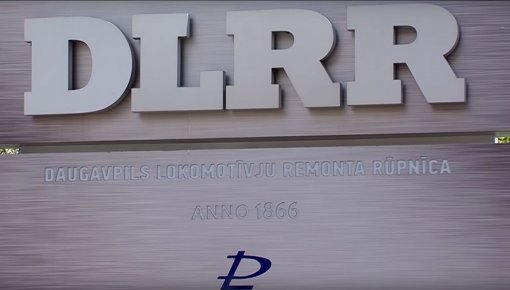 DLRR
DAUGAVPILS LOKOMOTĪVJU REMONTA RŪPNĪCA
ANNO 1866